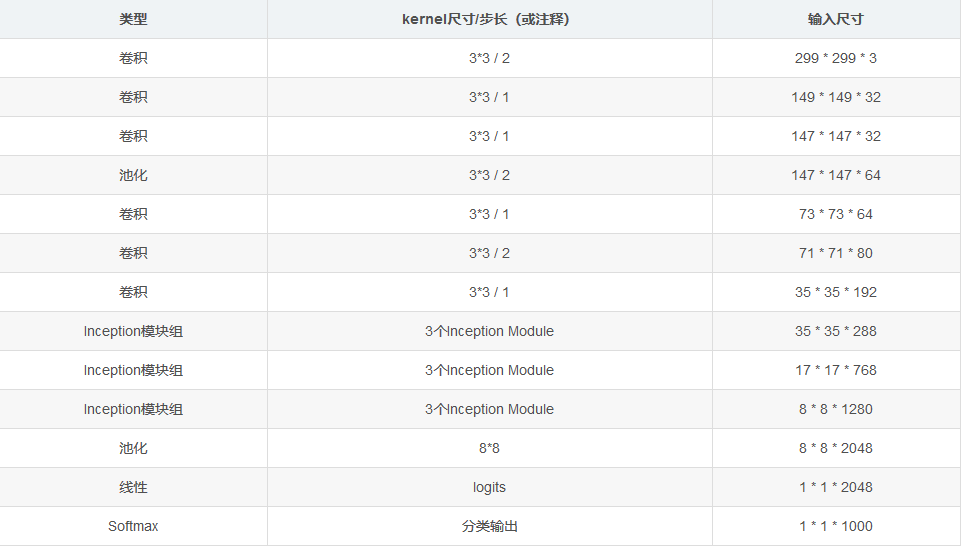 类型 kernel尺寸/步长（或注释） 输入尺寸
卷积 3*3 / 2 299 * 299 * 3
卷积 3*3 / 1 149 * 149 * 32
卷积 3*3 / 1 147 * 147 * 32
池化 3*3 / 2 147 * 147 * 64
卷积 3*3 / 1 73 * 73 * 64
卷积 3*3 / 2 71 * 71 * 80
卷积 3*3 / 1 35 * 35 * 192
Inception模块组 3个Inception Module 35 * 35 * 288
Inception模块组 3个Inception Module 17 * 17 * 768
Inception模块组 3个Inception Module 8 * 8 * 1280
池化 8*8 8 * 8 * 2048
线性 logits 1 * 1 * 2048
Softmax 分类输出 1 * 1 * 1000